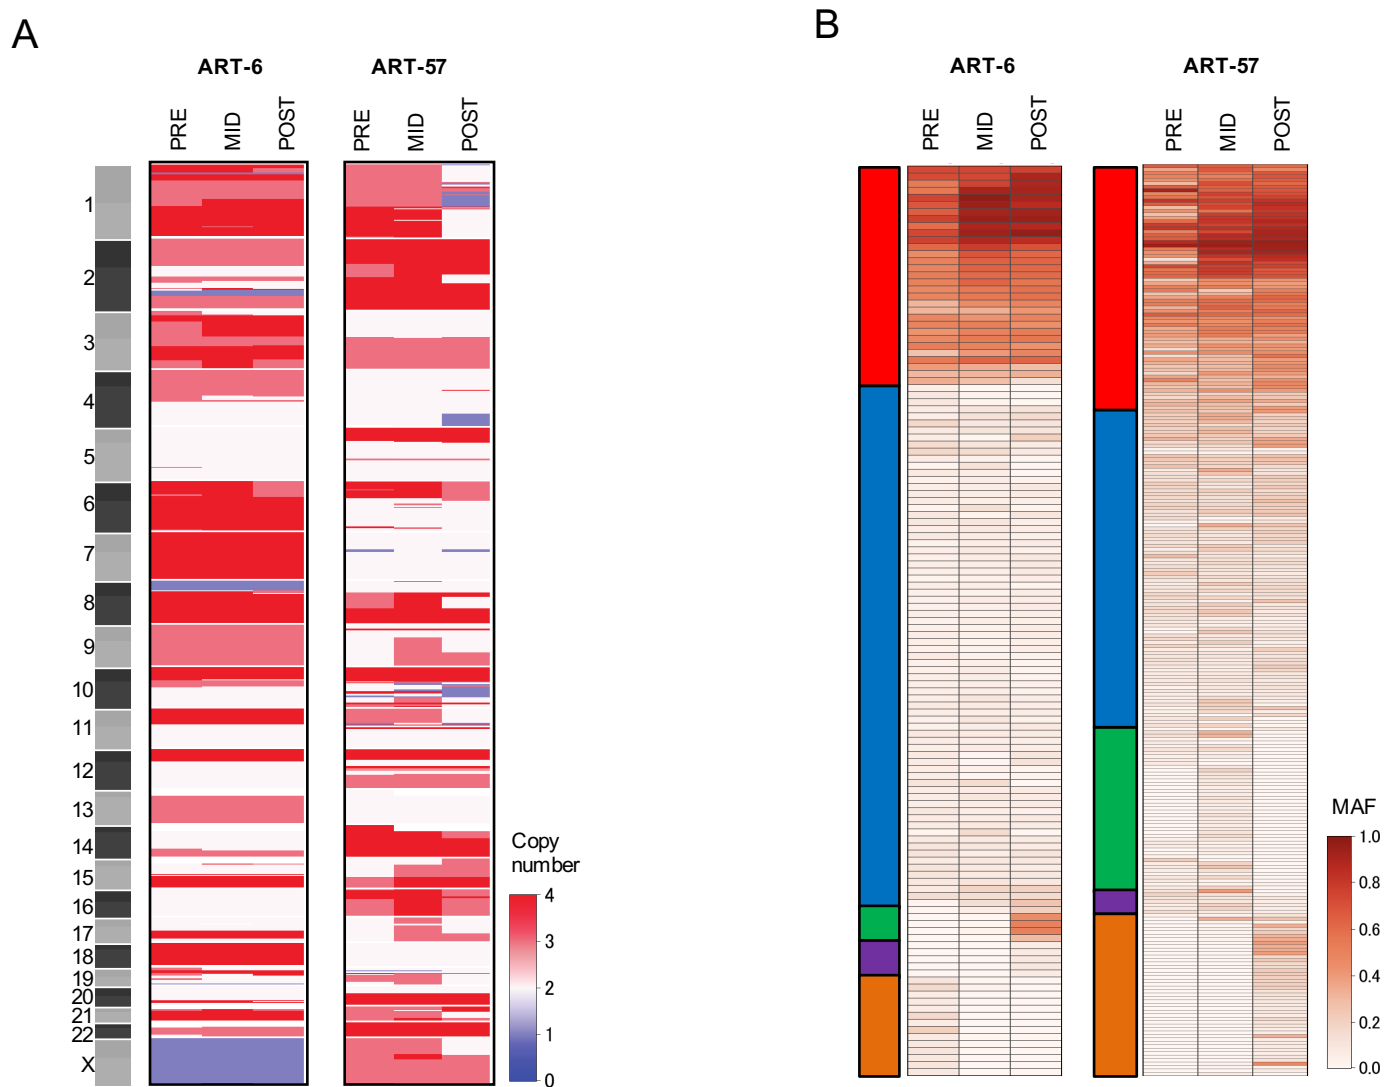 A
ART-6
ART-57
PRE
MID
POST
PRE
MID
POST
1
2
3
4
5
6
7
8
9
10
11
12
13
14
15
16
17
18
19
20
21
22
X
Copy
number
4
3
2
1
0
B
ART-6
ART-57
PRE
MID
POST
PRE
MID
POST
MAF
1.0
0.8
0.6
0.4
0.2
0.0